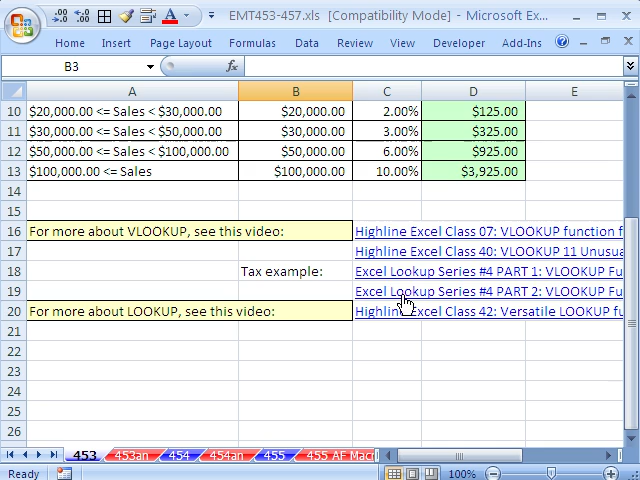 EMT453-457.xls [Compatibility Mode] - Microsoft Ex...
Home Insert Page Layout Formulas Data Review View Developer Add-Ins
B3 fx
A B C D E
10 $20,000.00 <= Sales < $30,000.00 $20,000.00 2.00% $125.00
11 $30,000.00 <= Sales < $50,000.00 $30,000.00 3.00% $325.00
12 $50,000.00 <= Sales < $100,000.00 $50,000.00 6.00% $925.00
13 $100,000.00 <= Sales $100,000.00 10.00% $3,925.00
14
15
16 For more about VLOOKUP, see this video: Highline Excel Class 07: VLOOKUP function f
17 Highline Excel Class 40: VLOOKUP 11 Unusua
18 Tax example: Excel Lookup Series #4 PART 1: VLOOKUP Fu
19 Excel Lookup Series #4 PART 2: VLOOKUP Fu
20 For more about LOOKUP, see this video: Highline Excel Class 42: Versatile LOOKUP fu
21
22
23
24
25
26
453 453an 454 454an 455 455 AF Macr
Ready 100%